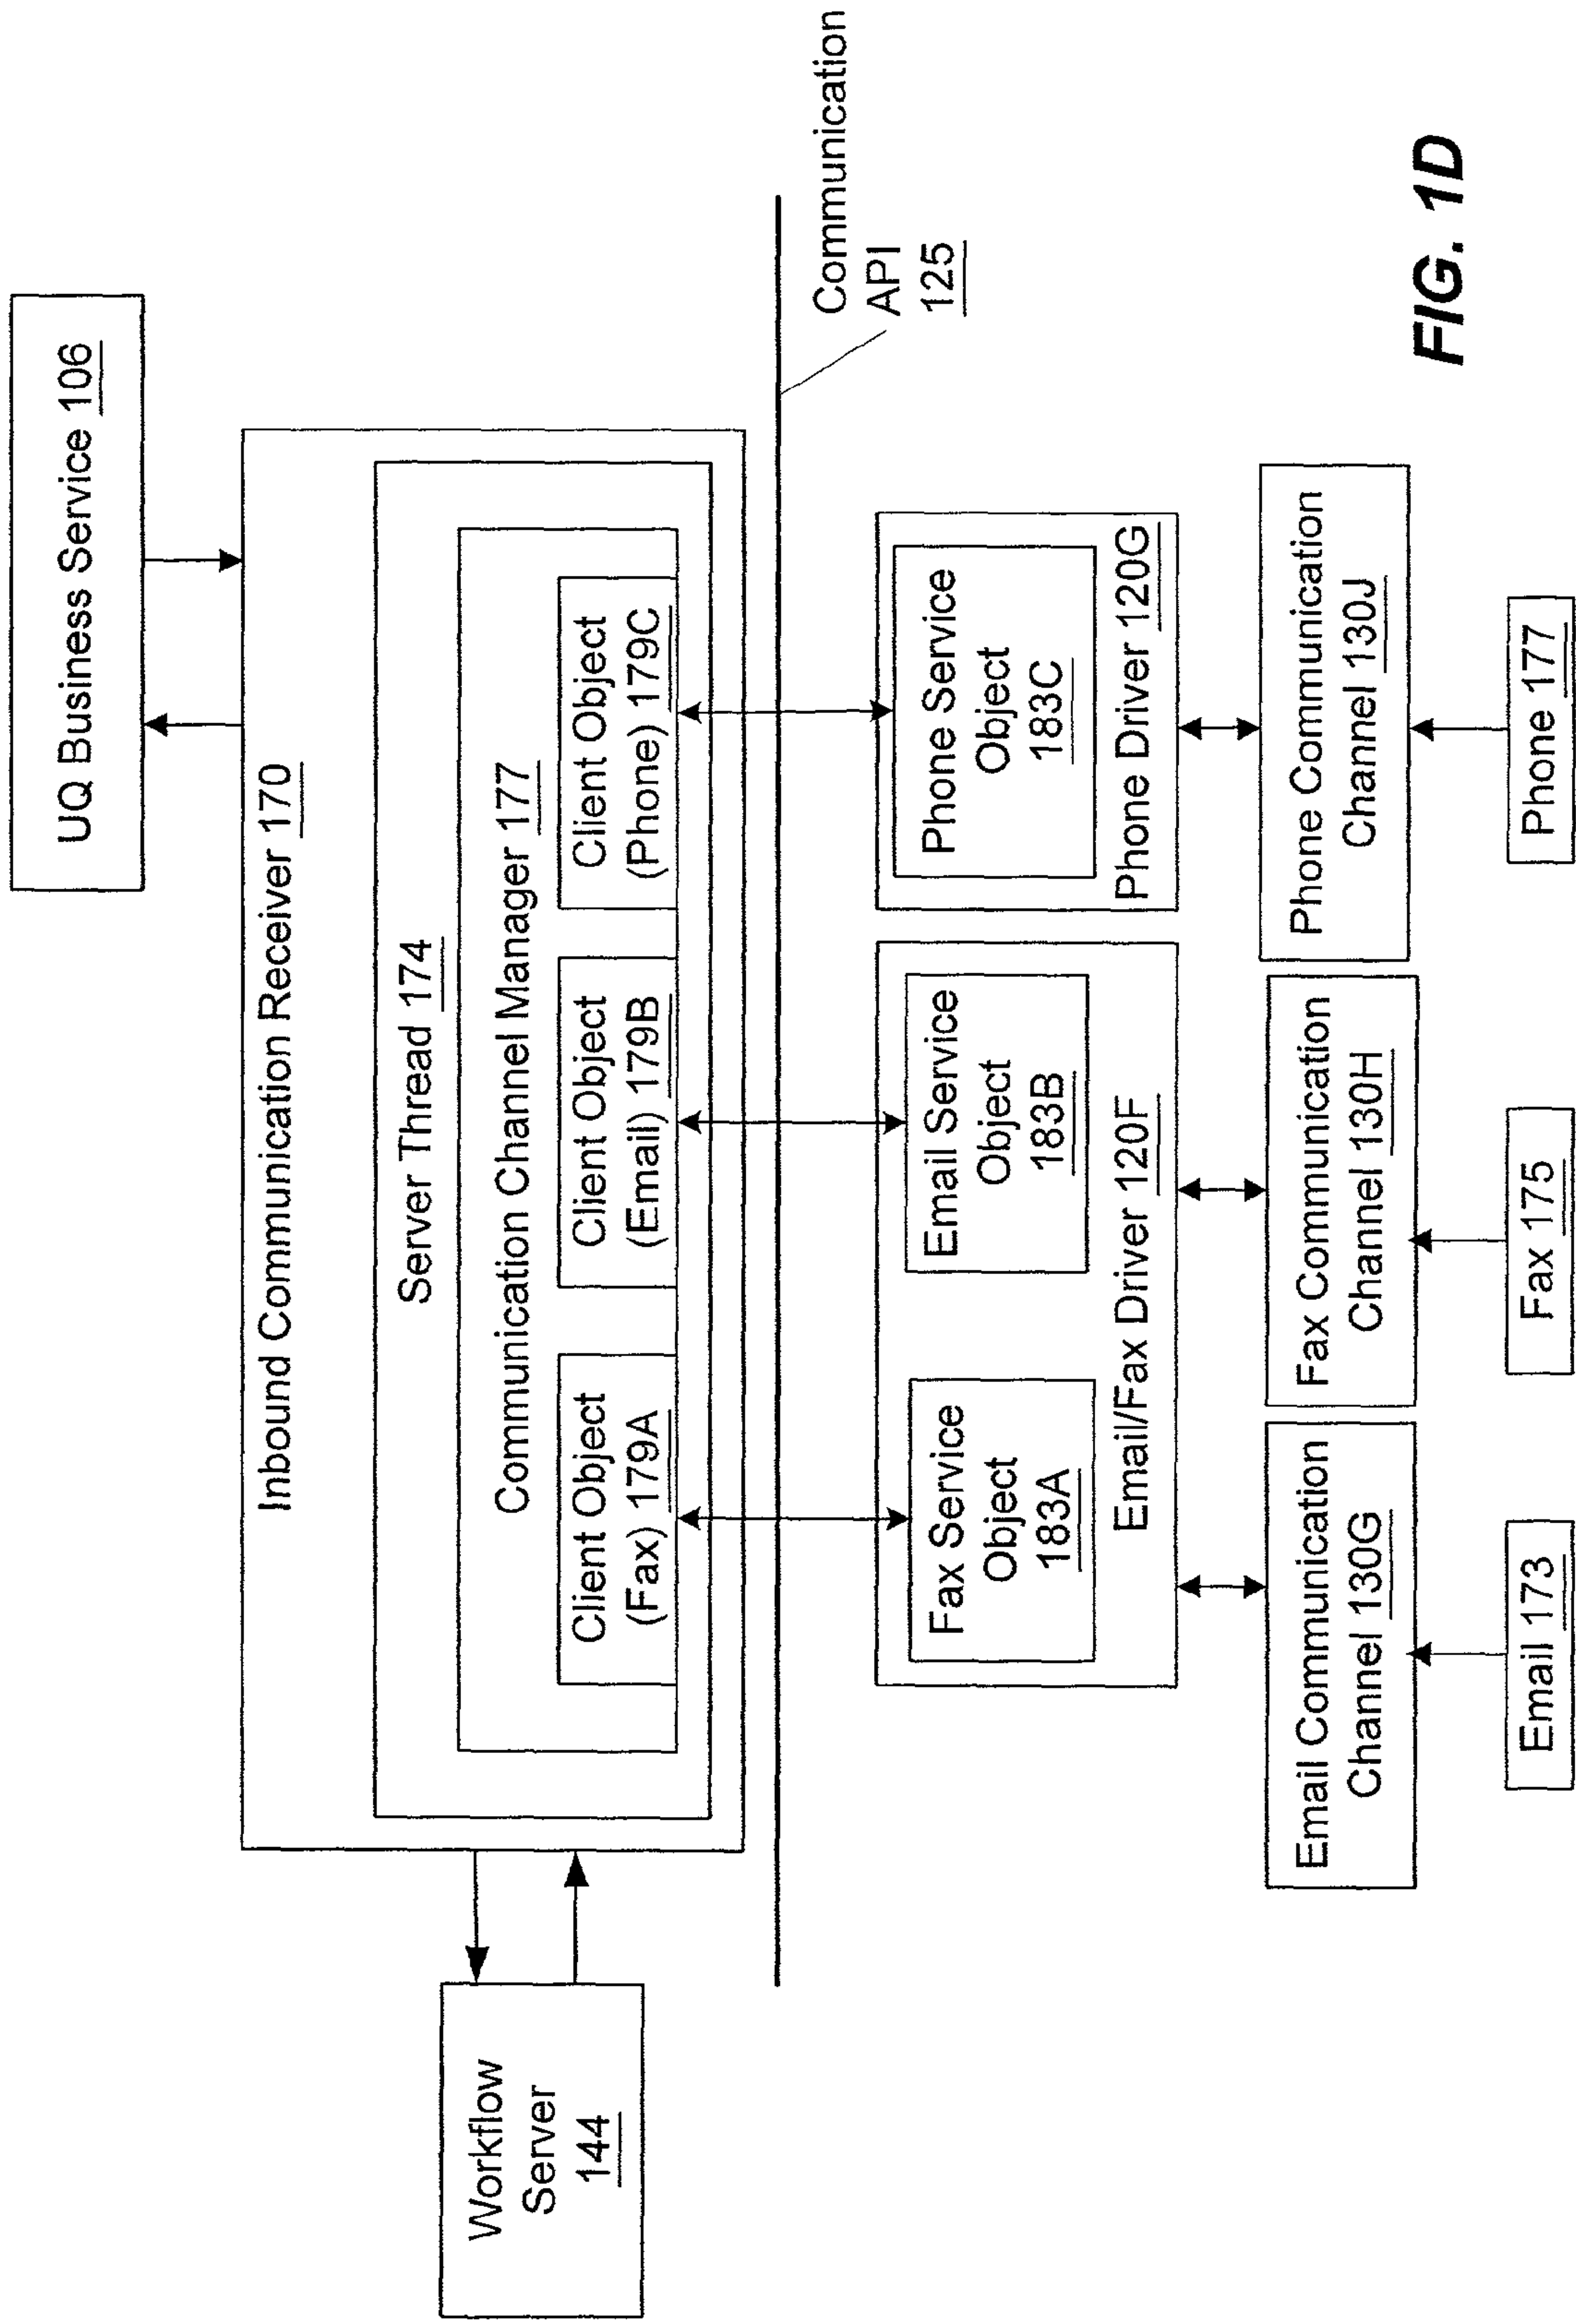 UQ Business Service 106
Inbound Communication Receiver 170
Server Thread 174
Communication Channel Manager 177
Workflow
Server
144
Client Object
(Fax) 179A
Client Object
(Email) 179B
Client Object
(Phone) 179C
Communication
API
125
Fax Service
Object
183A
Email Service
Object
183B
Email/Fax Driver 120F
Phone Service
Object
183C
Phone Driver 120G
Email Communication
Channel 130G
Fax Communication
Channel 130H
Phone Communication
Channel 130J
Email 173
Fax 175
Phone 177
FIG. 1D